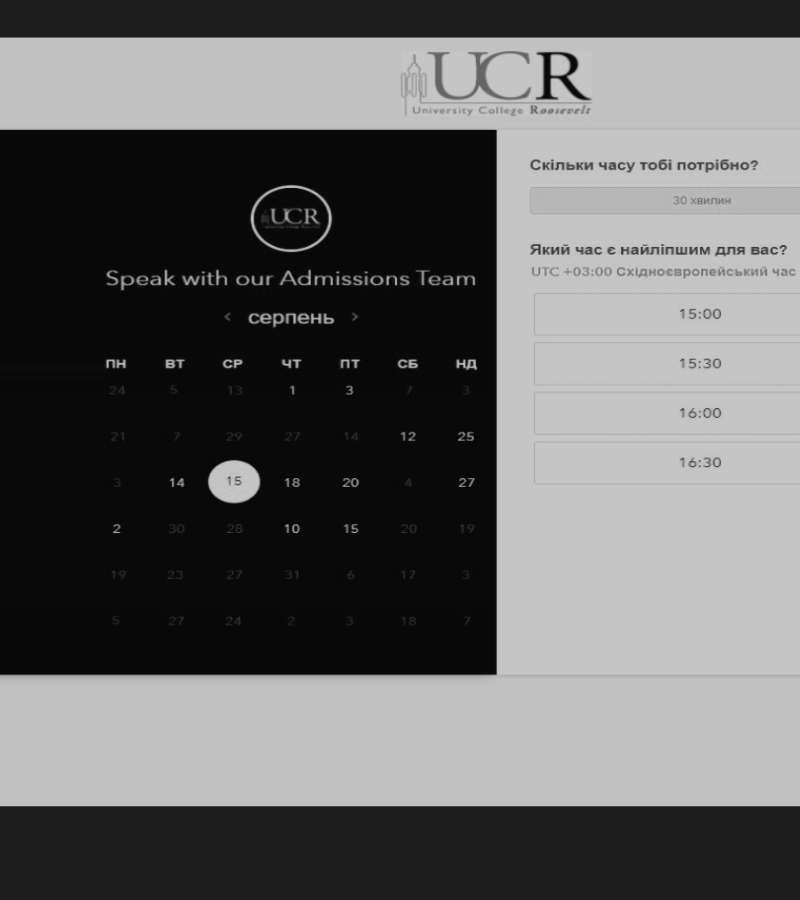 UCR
University College Roosevelt
UCR
Speak with our Admissions Team
< серпень >
ПН ВТ СР ЧТ ПТ СБ НД
24 5 13 1 3 7 3
21 7 29 27 14 12 25
3 14 15 18 20 4 27
2 30 28 10 15 20 19
19 23 27 31 6 17 3
5 27 24 2 3 18 7
Скільки часу тобі потрібно?
30 хвилин
Який час є найліпшим для вас?
UTC +03:00 Східноєвропейський час
15:00
15:30
16:00
16:30